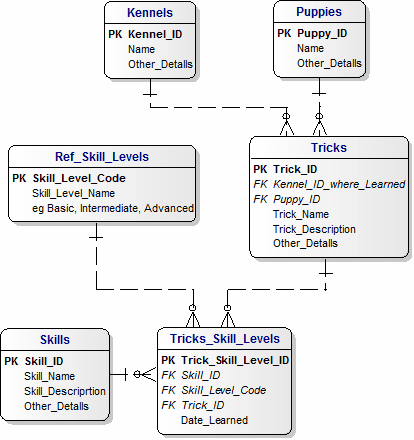 Kennels
PK Kennel_ID
Name
Other_Details
Puppies
PK Puppy_ID
Name
Other_Details
Tricks
PK Trick_ID
FK Kennel_ID_where_Learned
FK Puppy_ID
Trick_Name
Trick_Description
Other_Details
Ref_Skill_Levels
PK Skill_Level_Code
Skill_Level_Name
eg Basic, Intermediate, Advanced
Skills
PK Skill_ID
Skill_Name
Skill_Descriprtion
Other_Details
Tricks_Skill_Levels
PK Trick_Skill_Level_ID
FK Skill_ID
FK Skill_Level_Code
FK Trick_ID
Date_Learned